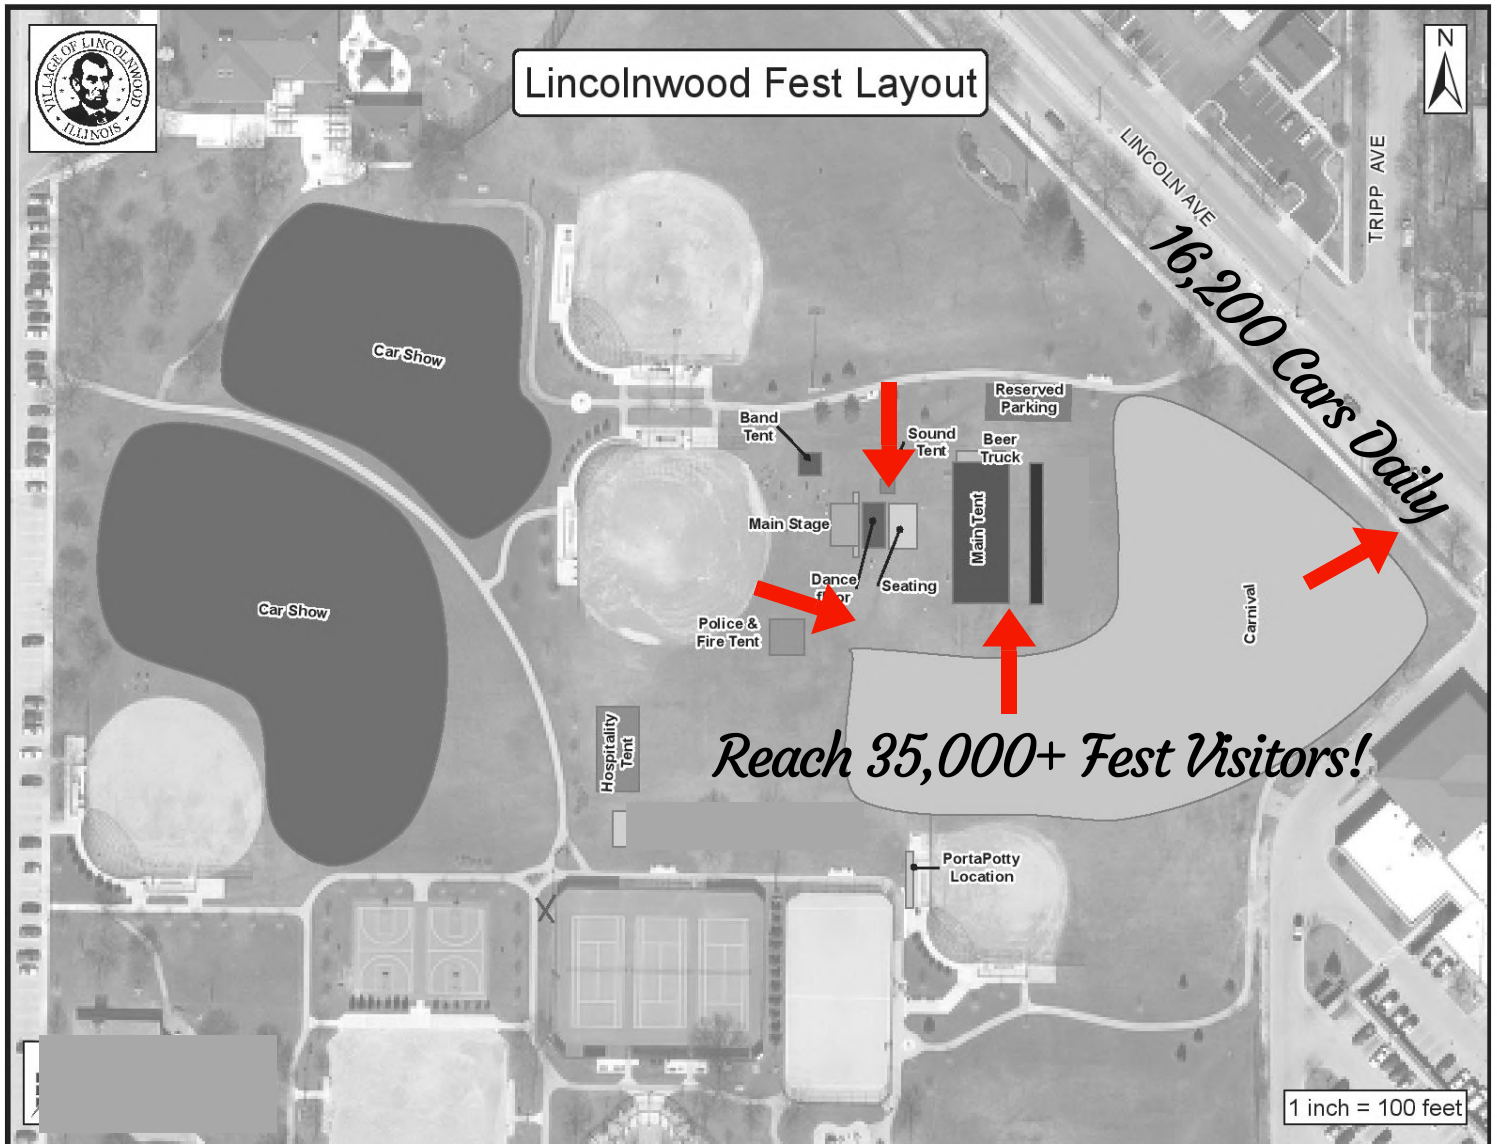 VILLAGE OF LINCOLNWOOD
ILLINOIS
Lincolnwood Fest Layout
N
LINCOLN AVE
TRIPP AVE
16,200 Cars Daily
Car Show
Reserved
Parking
Band
Tent
Sound
Tent
Beer
Truck
Main Stage
Main Tent
Dance
Seating
Car Show
Carnival
Police &
Fire Tent
Hospitality
Tent
Reach 35,000+ Fest Visitors!
PortaPotty
Location
X
1 inch = 100 feet